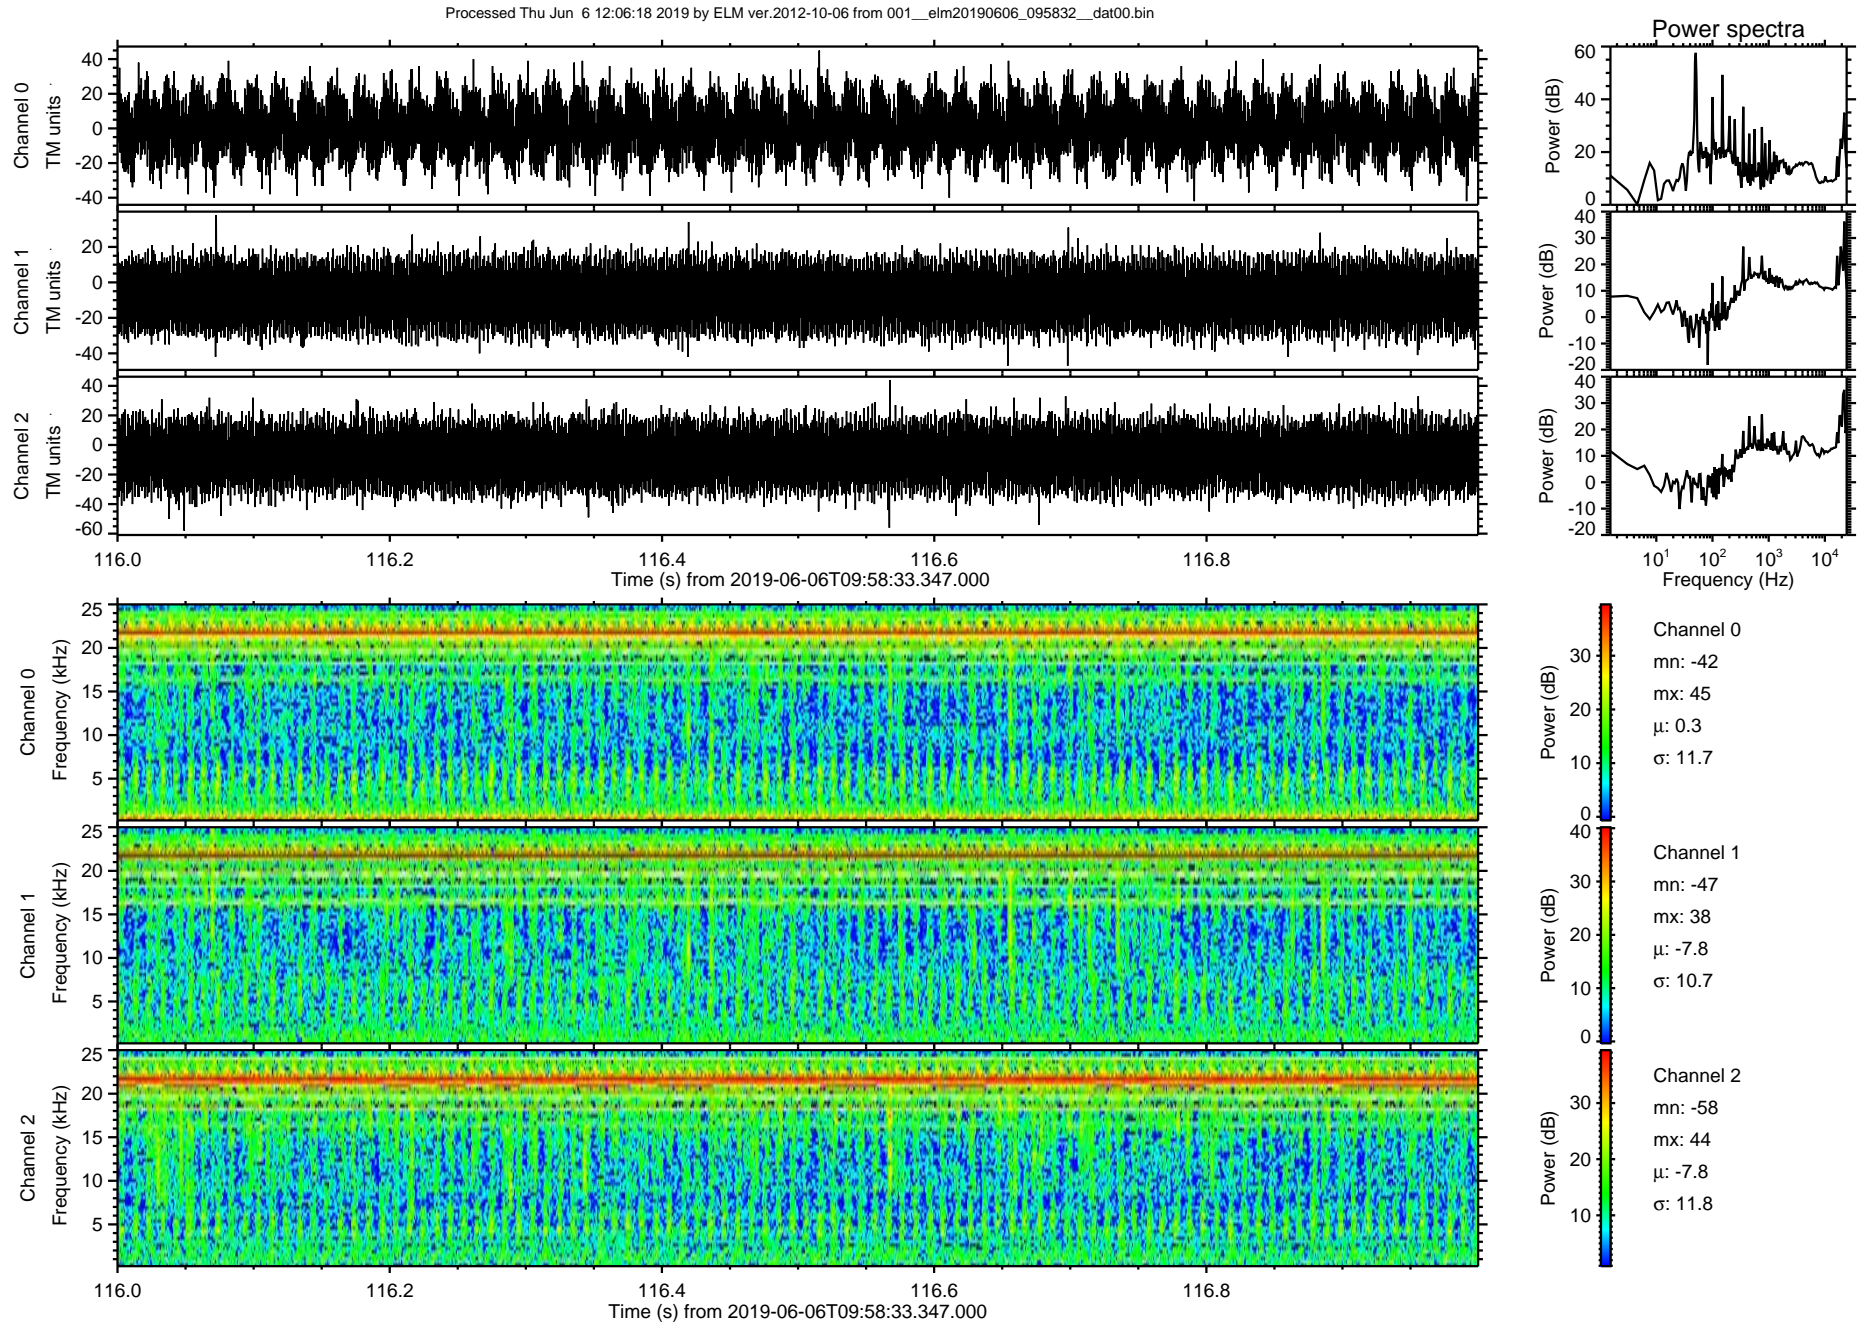 Processed Thu Jun  6 12:06:18 2019 by ELM ver.2012-10-06 from 001__elm20190606_095832__dat00.bin
Power spectra
Channel 0
TM units
40
20
0
-20
-40
Power (dB)
60
40
20
0
Channel 1
TM units
20
0
-20
-40
Power (dB)
40
30
20
10
0
-10
-20
Channel 2
TM units
40
20
0
-20
-40
-60
Power (dB)
40
30
20
10
0
-10
-20
116.0 116.2 116.4 116.6 116.8
Time (s) from 2019-06-06T09:58:33.347.000
10^1 10^2 10^3 10^4
Frequency (Hz)
Channel 0
Frequency (kHz)
25
20
15
10
5
Power (dB)
30
20
10
0
Channel 0
mn: -42
mx: 45
μ: 0.3
σ: 11.7
Channel 1
Frequency (kHz)
25
20
15
10
5
Power (dB)
40
30
20
10
0
Channel 1
mn: -47
mx: 38
μ: -7.8
σ: 10.7
Channel 2
Frequency (kHz)
25
20
15
10
5
Power (dB)
30
20
10
Channel 2
mn: -58
mx: 44
μ: -7.8
σ: 11.8
116.0 116.2 116.4 116.6 116.8
Time (s) from 2019-06-06T09:58:33.347.000